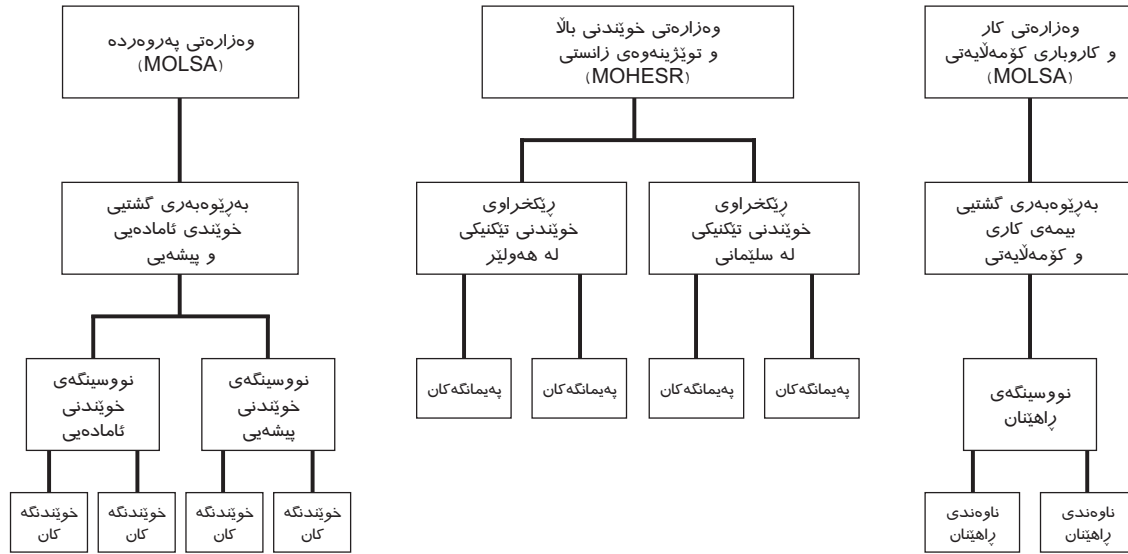 وەزارەتی پەروەردە
(MOLSA)
وەزارەتی خوێندنی باڵا
و توێژینەوەی زانستی
(MOHESR)
وەزارەتی کار
و کاروباری کۆمەڵایەتی
(MOLSA)
بەڕێوەبەری گشتیی
خوێندی ئامادەیی
و پیشەیی
ڕێکخراوی
خوێندنی تێکنیکی
لە هەولێر
ڕێکخراوی
خوێندنی تێکنیکی
لە سلێمانی
بەڕێوەبەری گشتیی
بیمەی کاری
و کۆمەڵایەتی
نووسینگەی
خوێندنی
ئامادەیی
نووسینگەی
خوێندنی
پیشەیی
پەیمانگەکان
پەیمانگەکان
پەیمانگەکان
پەیمانگەکان
نووسینگەی
ڕاهێنان
خوێندنگە
کان
خوێندنگە
کان
خوێندنگە
کان
خوێندنگە
کان
ناوەندی
ڕاهێنان
ناوەندی
ڕاهێنان